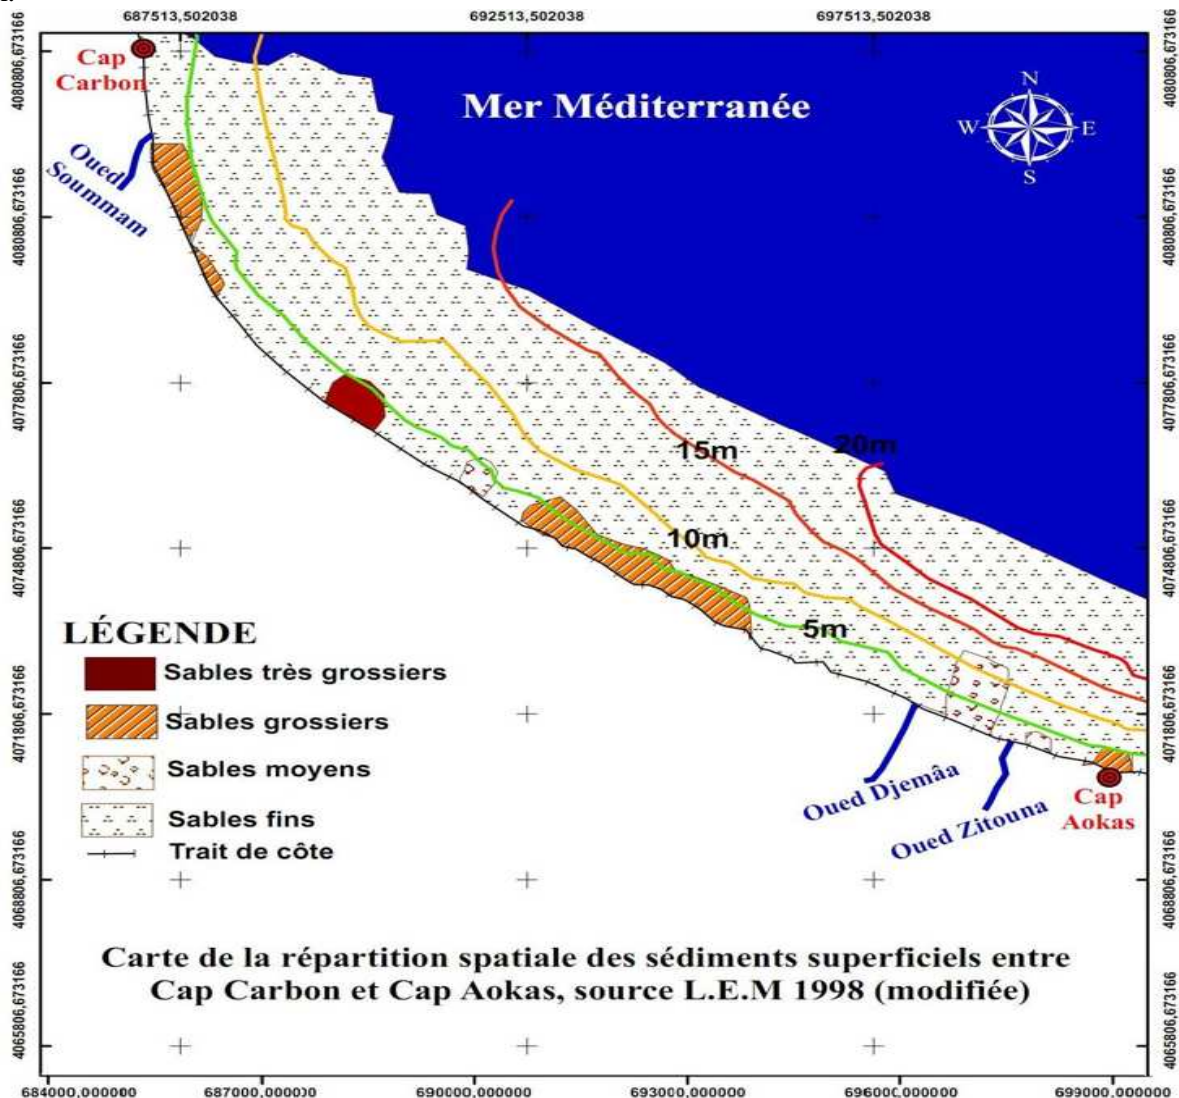 687513,502038 692513,502038 697513,502038
4080806,673166 4080806,673166
Cap
Carbon
Mer Méditerranée
N
W E
S
Oued
Soummam
4080806,673166 4080806,673166
4077806,673166 4077806,673166
20m
15m
10m
4074806,673166 4074806,673166
5m
LÉGENDE
Sables très grossiers
Sables grossiers
Sables moyens
Sables fins
Trait de côte
4071806,673166 4071806,673166
Oued Djemâa
Oued Zitouna
Cap
Aokas
4068806,673166 4068806,673166
Carte de la répartition spatiale des sédiments superficiels entre
Cap Carbon et Cap Aokas, source L.E.M 1998 (modifiée)
4065806,673166 4065806,673166
684000,000000 687000,000000 690000,000000 693000,000000 696000,000000 699000,000000